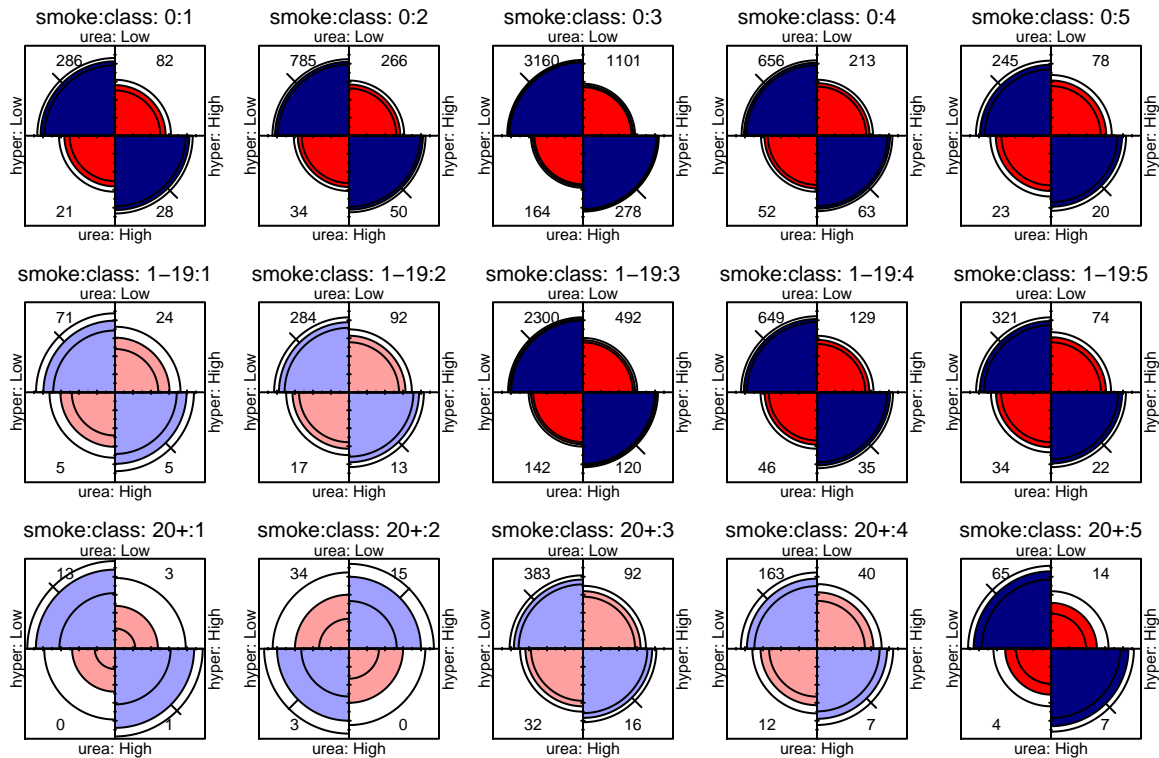 smoke:class: 0:1 smoke:class: 0:2 smoke:class: 0:3 smoke:class: 0:4 smoke:class: 0:5
urea: Low urea: Low urea: Low urea: Low urea: Low
286 82 785 266 3160 1101 656 213 245 78
hyper: Low hyper: High hyper: Low hyper: High hyper: Low hyper: High hyper: Low hyper: High hyper: Low hyper: High
21 28 34 50 164 278 52 63 23 20
urea: High urea: High urea: High urea: High urea: High
smoke:class: 1−19:1 smoke:class: 1−19:2 smoke:class: 1−19:3 smoke:class: 1−19:4 smoke:class: 1−19:5
urea: Low urea: Low urea: Low urea: Low urea: Low
71 24 284 92 2300 492 649 129 321 74
hyper: Low hyper: High hyper: Low hyper: High hyper: Low hyper: High hyper: Low hyper: High hyper: Low hyper: High
5 5 17 13 142 120 46 35 34 22
urea: High urea: High urea: High urea: High urea: High
smoke:class: 20+:1 smoke:class: 20+:2 smoke:class: 20+:3 smoke:class: 20+:4 smoke:class: 20+:5
urea: Low urea: Low urea: Low urea: Low urea: Low
13 3 34 15 383 92 163 40 65 14
hyper: Low hyper: High hyper: Low hyper: High hyper: Low hyper: High hyper: Low hyper: High hyper: Low hyper: High
0 1 3 0 32 16 12 7 4 7
urea: High urea: High urea: High urea: High urea: High